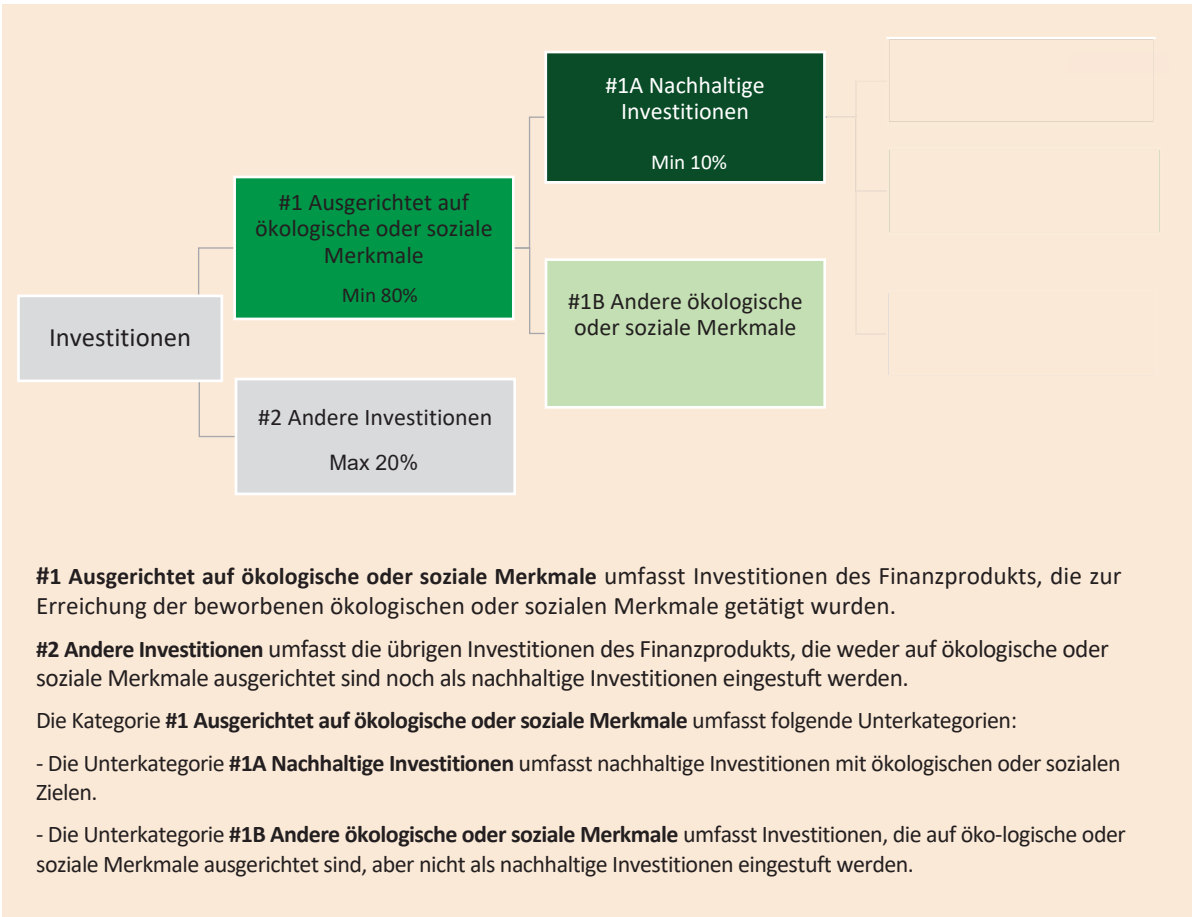 #1A Nachhaltige
Investitionen
Min 10%
#1 Ausgerichtet auf
ökologische oder soziale
Merkmale
Min 80%
#1B Andere ökologische
oder soziale Merkmale
Investitionen
#2 Andere Investitionen
Max 20%
#1 Ausgerichtet auf ökologische oder soziale Merkmale umfasst Investitionen des Finanzprodukts, die zur
Erreichung der beworbenen ökologischen oder sozialen Merkmale getätigt wurden.
#2 Andere Investitionen umfasst die übrigen Investitionen des Finanzprodukts, die weder auf ökologische oder
soziale Merkmale ausgerichtet sind noch als nachhaltige Investitionen eingestuft werden.
Die Kategorie #1 Ausgerichtet auf ökologische oder soziale Merkmale umfasst folgende Unterkategorien:
- Die Unterkategorie #1A Nachhaltige Investitionen umfasst nachhaltige Investitionen mit ökologischen oder sozialen
Zielen.
- Die Unterkategorie #1B Andere ökologische oder soziale Merkmale umfasst Investitionen, die auf öko-logische oder
soziale Merkmale ausgerichtet sind, aber nicht als nachhaltige Investitionen eingestuft werden.